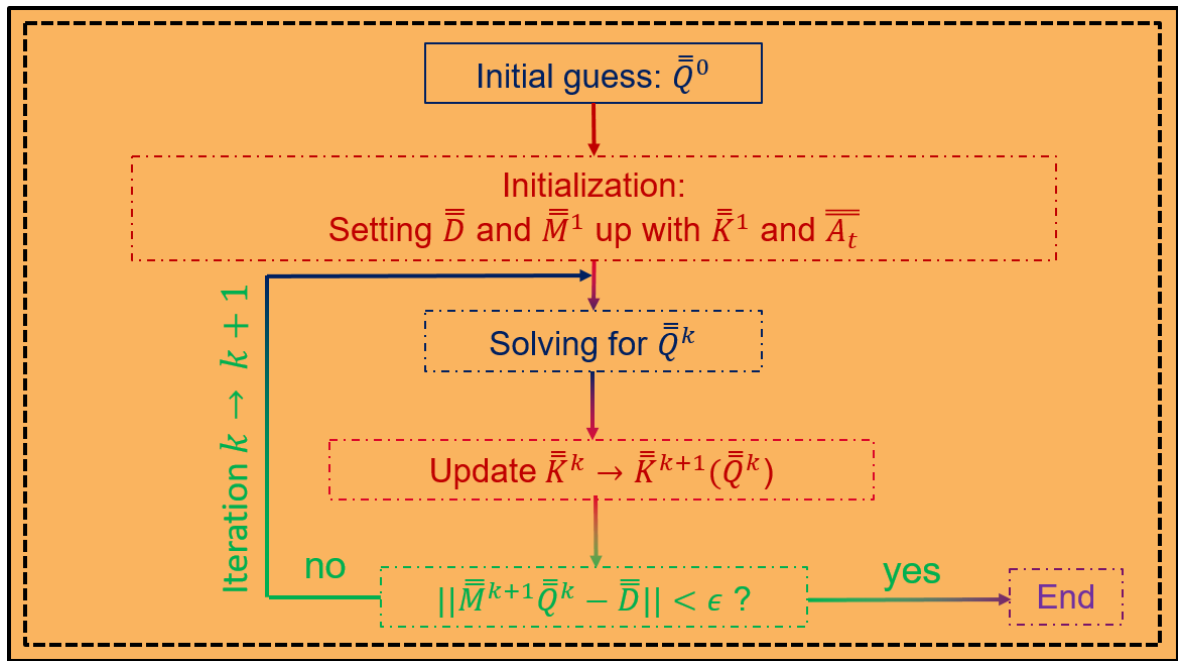 Initial guess: Q̿⁰
Initialization:
Setting D̿ and M̿¹ up with K̿¹ and A̿ₜ
Solving for Q̿ᵏ
Update K̿ᵏ → K̿ᵏ⁺¹(Q̿ᵏ)
||M̿ᵏ⁺¹Q̿ᵏ − D̿|| < ϵ ?
no
Iteration k → k + 1
yes
End